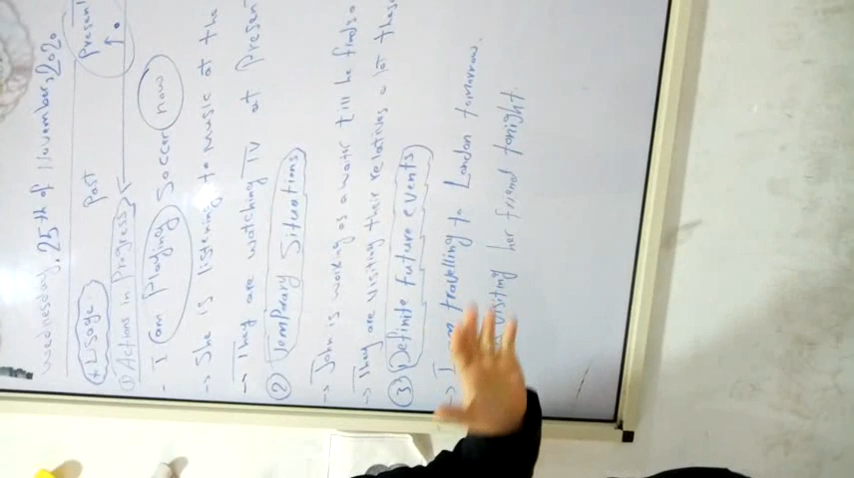 Wednesday, 25th of November, 2020
* Usage
Past Present
① Actions in Progress
- I am Playing Soccer now
→ She is listening to music at the
→ They are watching TV at Presen
② Temporary Situations
→ John is working as a waiter till he finds a
→ They are visiting their relatives a lot these
③ Definite future events
→ I am travelling to London tomorrow.
visiting her friend tonight.